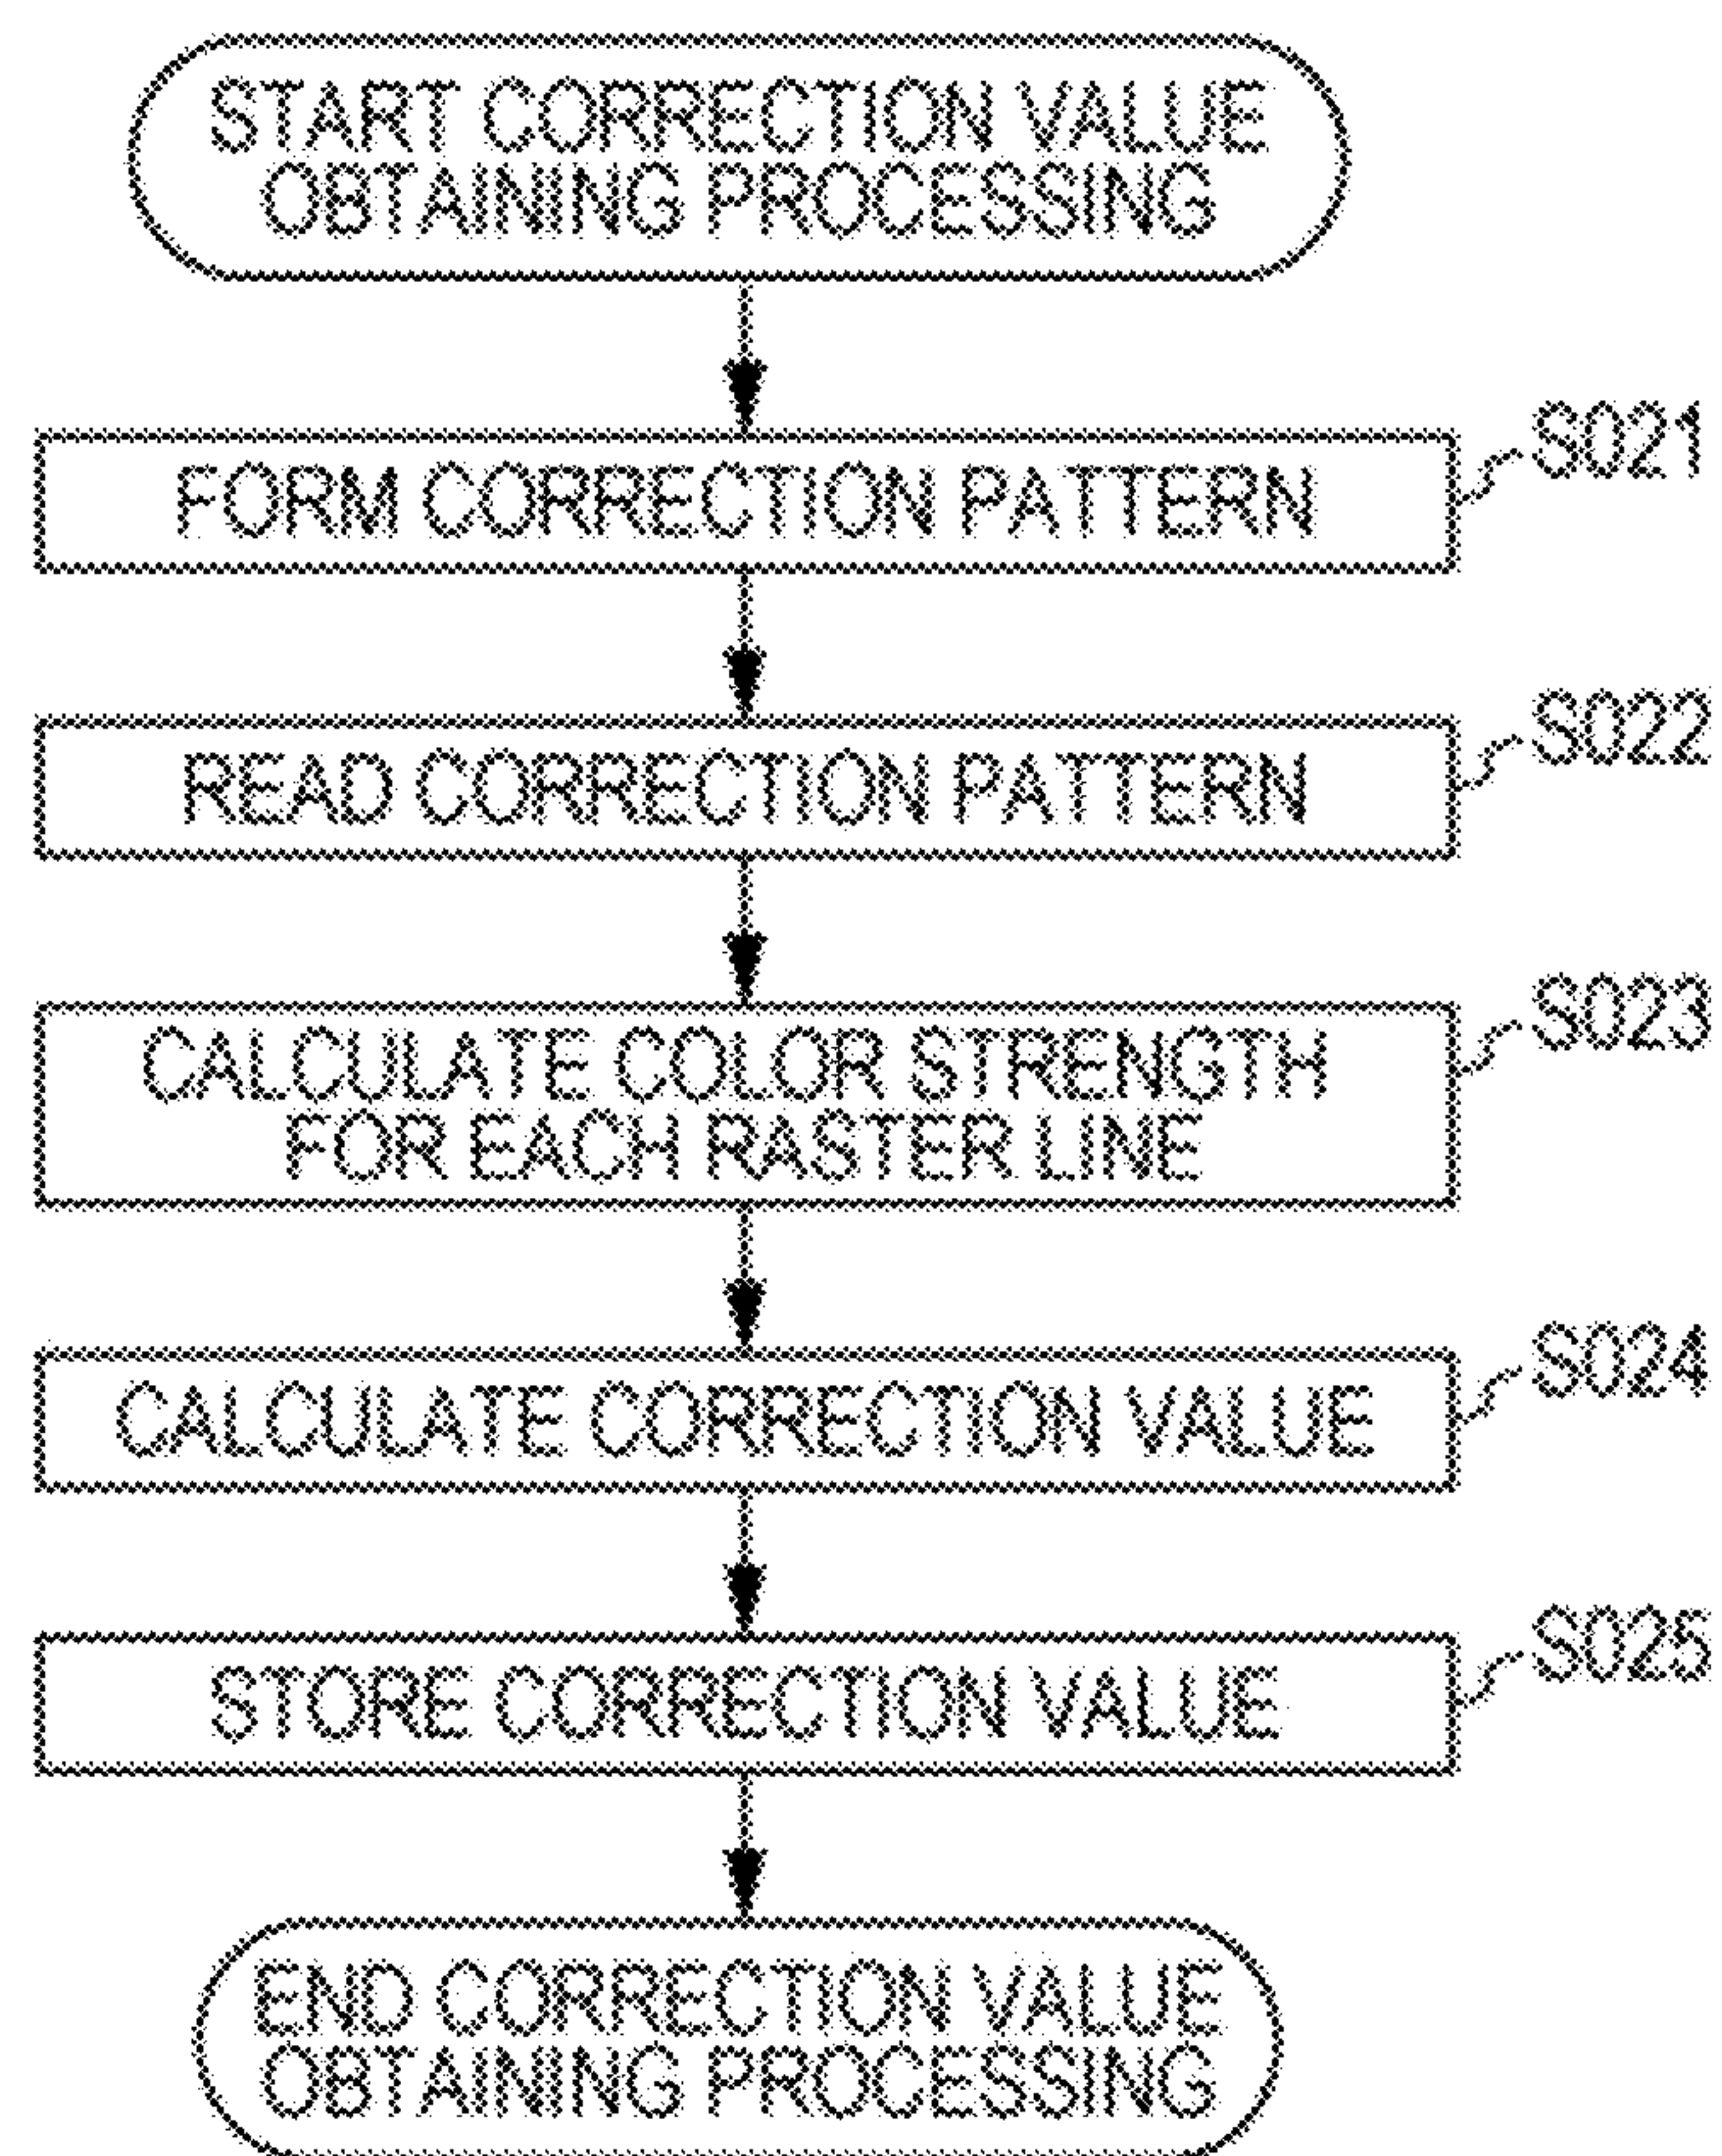 START CORRECTION VALUE
OBTAINING PROCESSING
S021
FORM CORRECTION PATTERN
S022
READ CORRECTION PATTERN
S023
CALCULATE COLOR STRENGTH
FOR EACH RASTER LINE
S024
CALCULATE CORRECTION VALUE
S025
STORE CORRECTION VALUE
END CORRECTION VALUE
OBTAINING PROCESSING